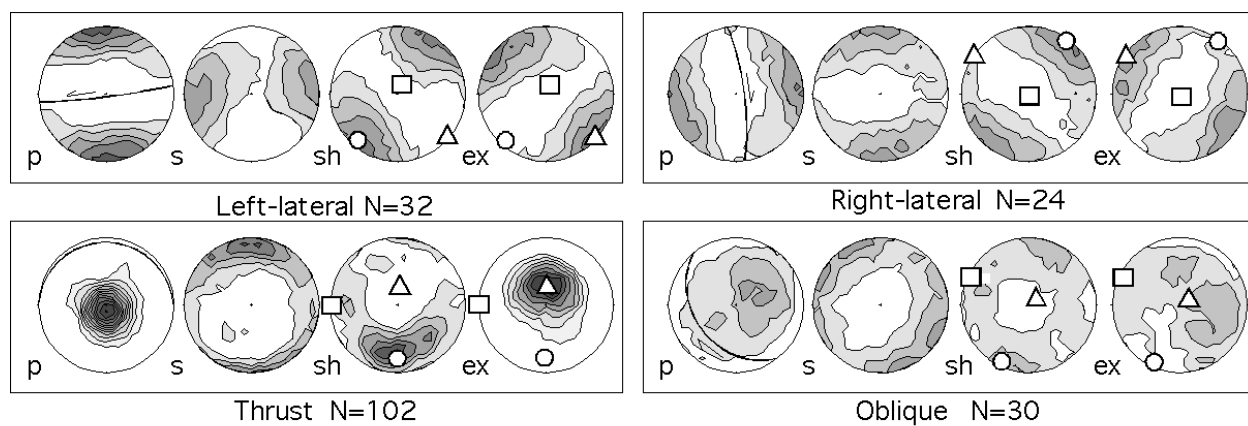 p s sh ex
Left-lateral N=32
p s sh ex
Right-lateral N=24
p s sh ex
Thrust N=102
p s sh ex
Oblique N=30